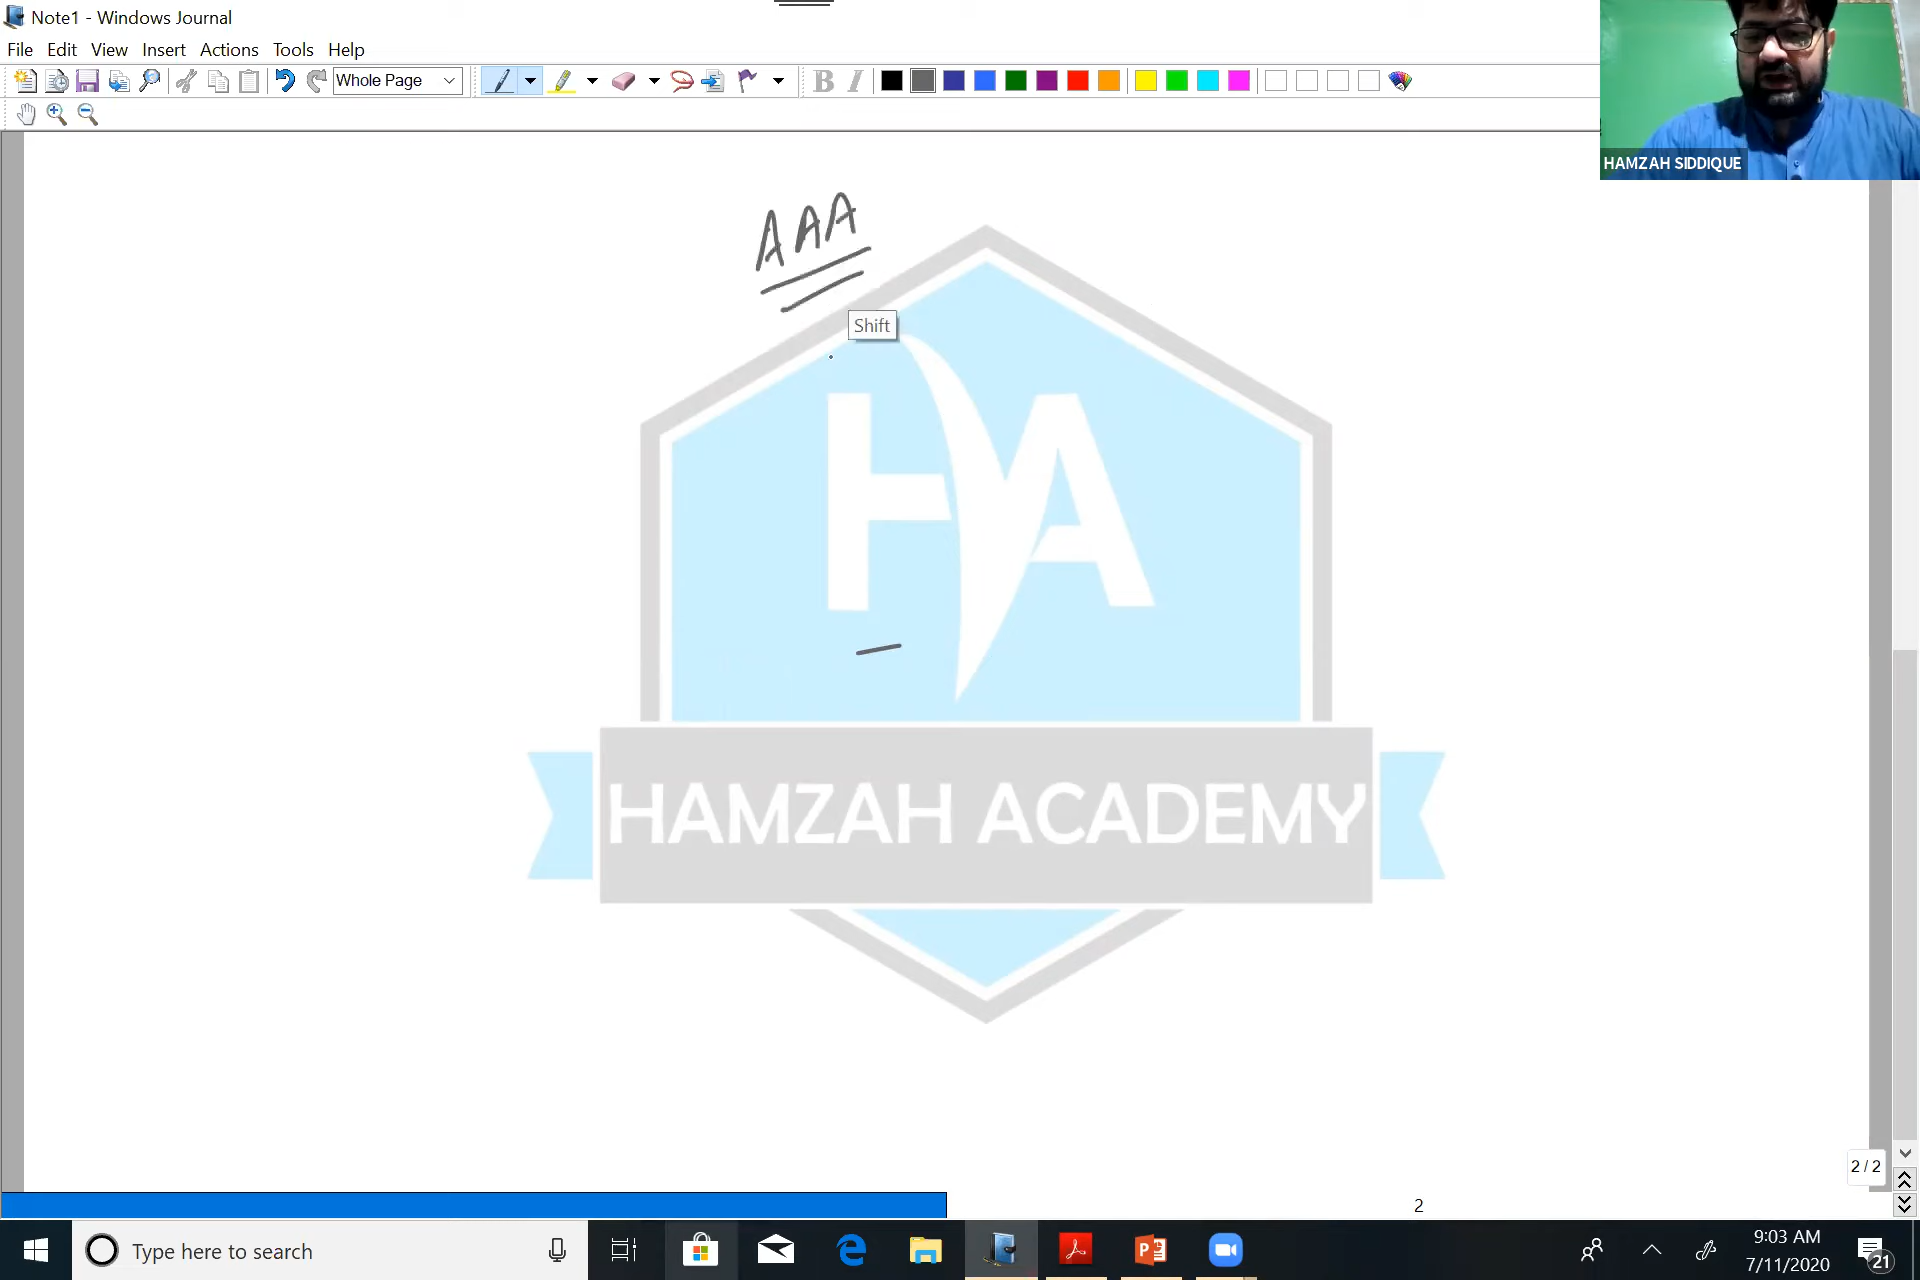 Note1 - Windows Journal
File Edit View Insert Actions Tools Help
Whole Page
B I
HAMZAH SIDDIQUE
AAA
Shift
HA
HAMZAH ACADEMY
2 / 2
2
Type here to search
9:03 AM
7/11/2020
21